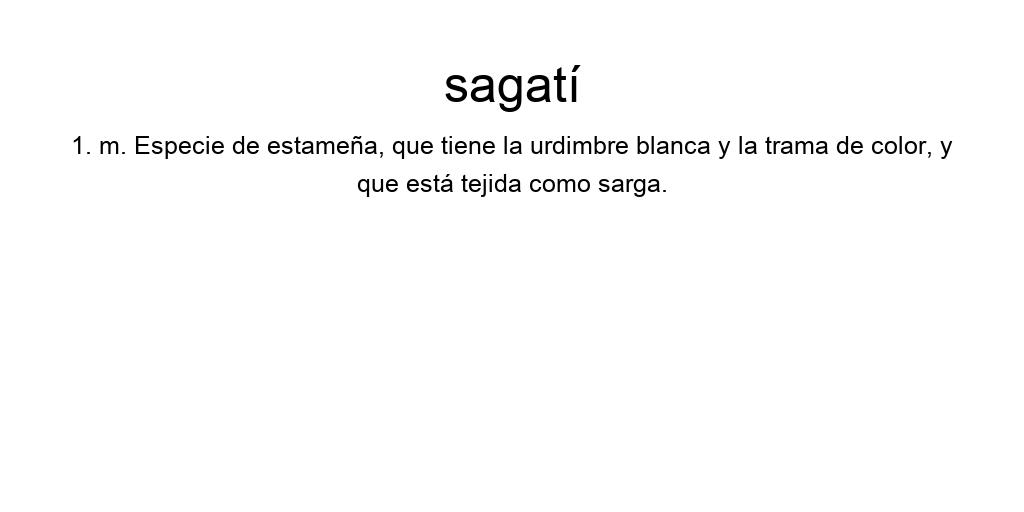 sagatí
1. m. Especie de estameña, que tiene la urdimbre blanca y la trama de color, y
que está tejida como sarga.